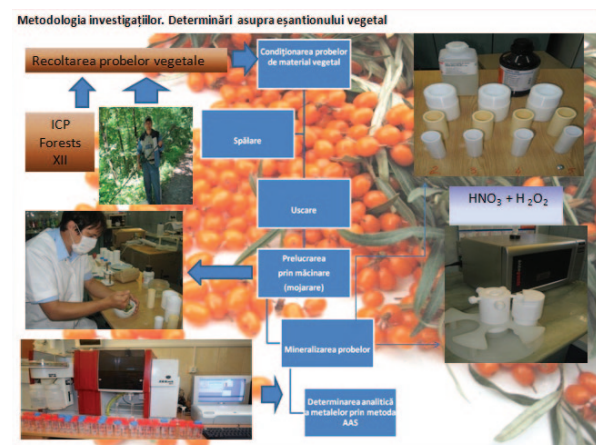 Metodologia investigațiilor. Determinări asupra eșantionului vegetal
Recoltarea probelor vegetale
Condiționarea probelor
de material vegetal
ICP
Forests
XII
Spălare
Uscare
HNO3 + H2O2
Prelucrarea
prin măcinare
(mojarare)
Mineralizarea probelor
Determinarea analitică
a metalelor prin metoda
AAS